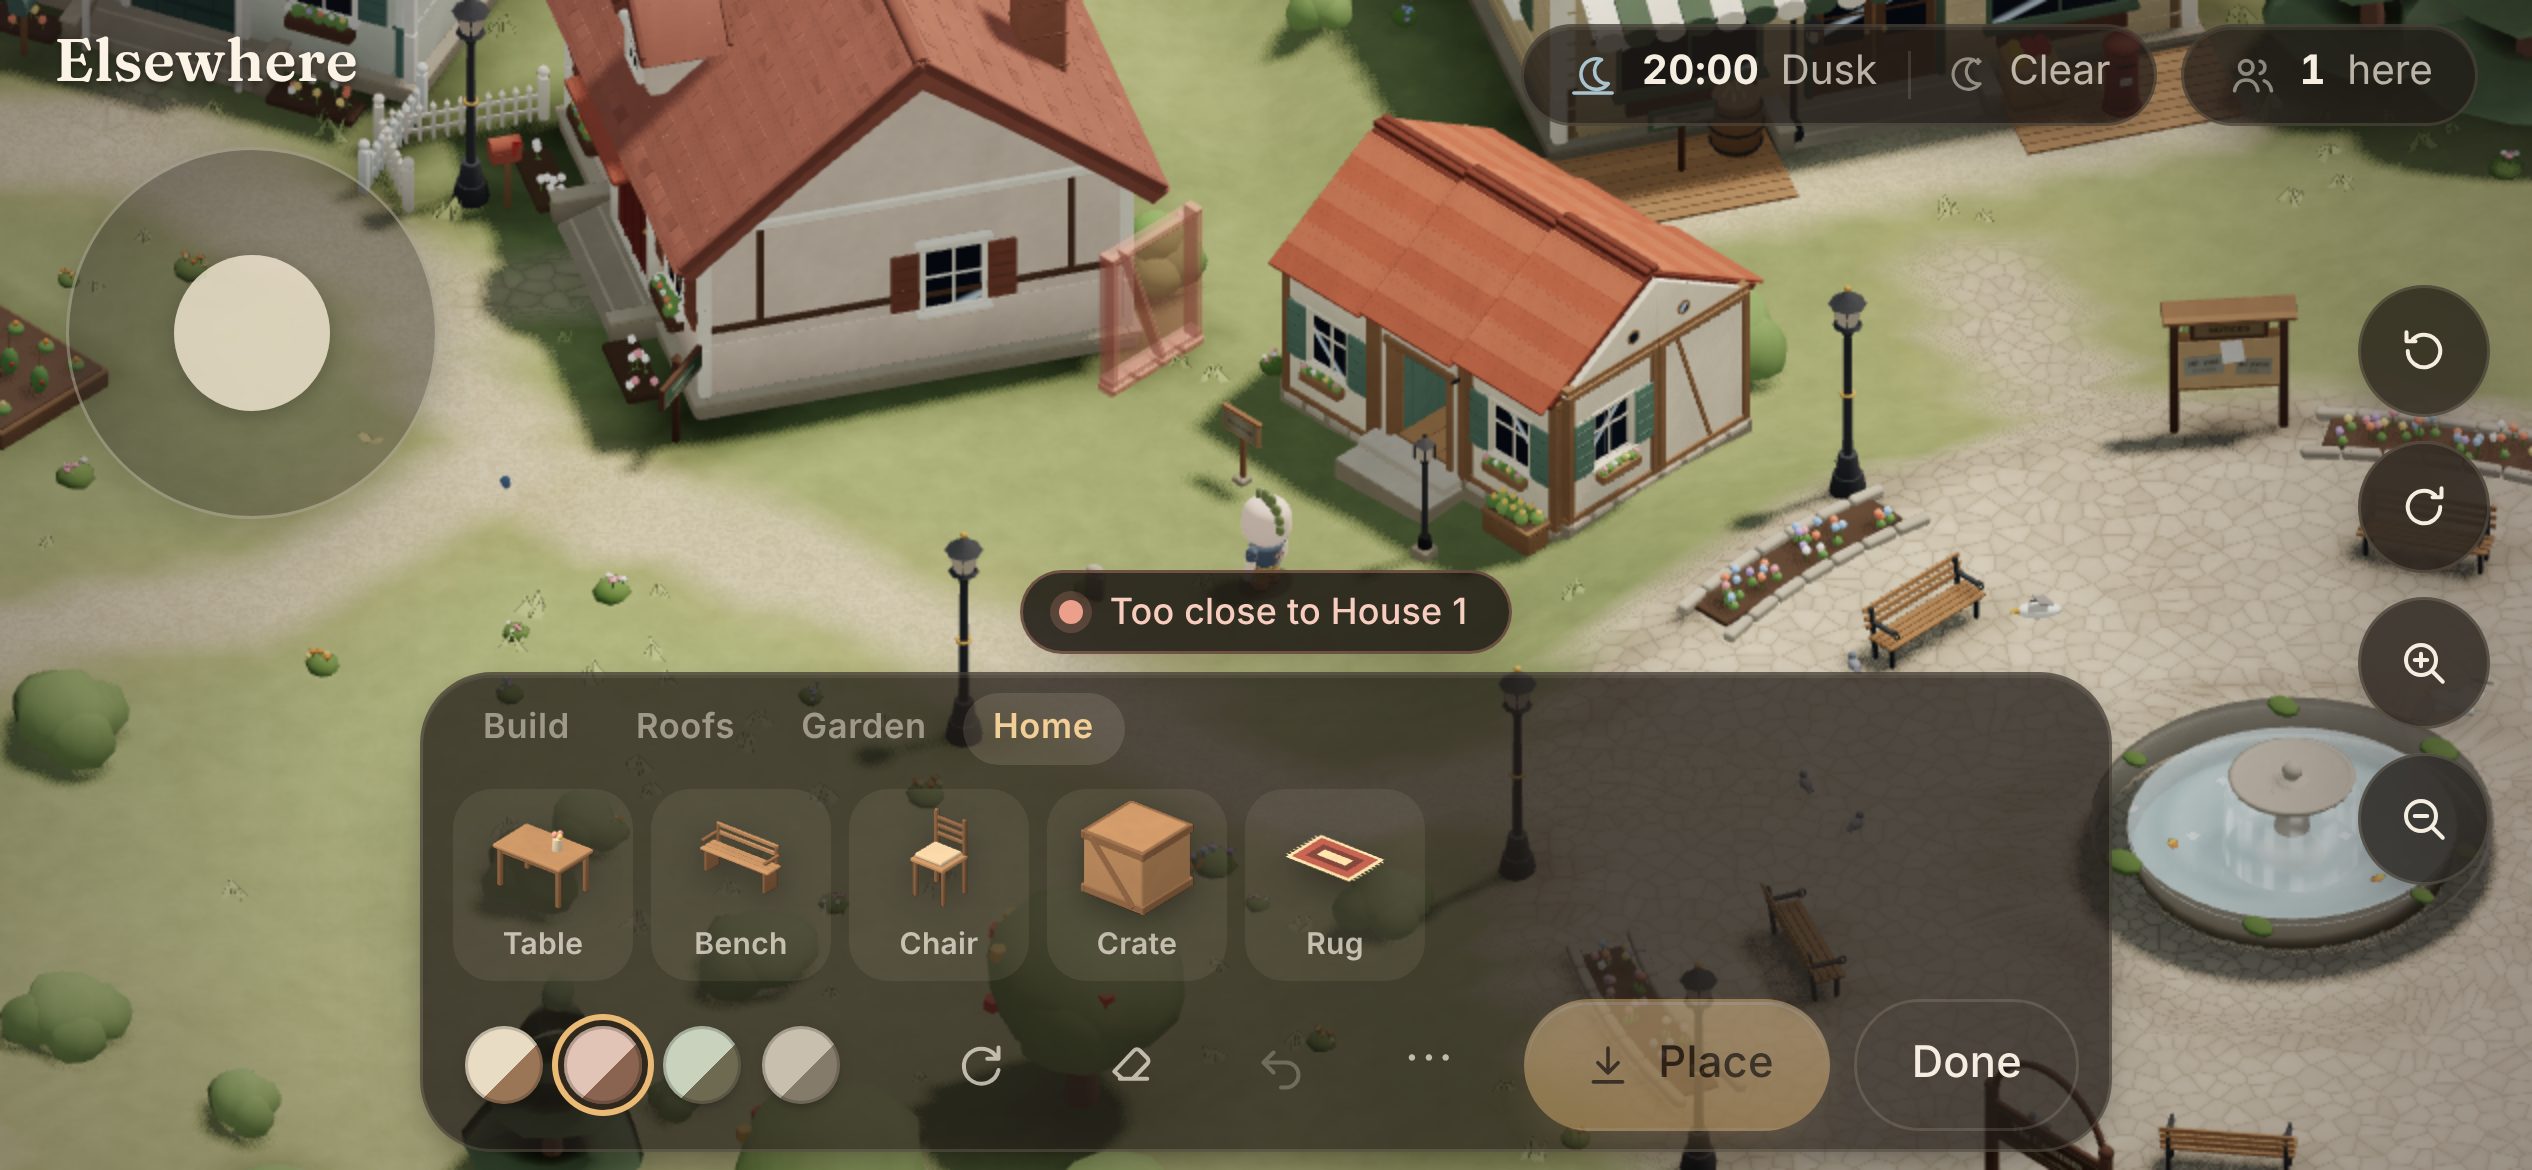 Elsewhere
20:00 Dusk Clear
1 here
NOTICES
Too close to House 1
Build Roofs Garden Home
Table Bench Chair Crate Rug
Place Done